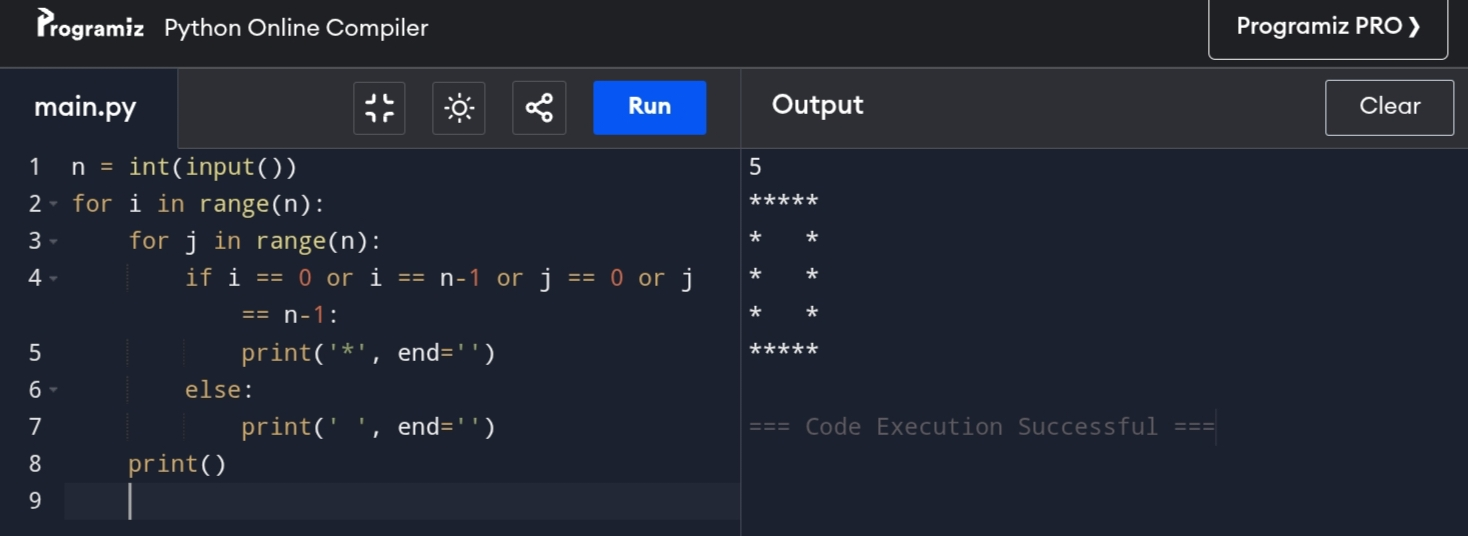 Programiz Python Online Compiler
Programiz PRO ❯
main.py
Run
Output
Clear
1 n = int(input())
2 for i in range(n):
3     for j in range(n):
4         if i == 0 or i == n-1 or j == 0 or j
            == n-1:
5             print('*', end='')
6         else:
7             print(' ', end='')
8     print()
9
5
*****
*   *
*   *
*   *
*****
=== Code Execution Successful ===